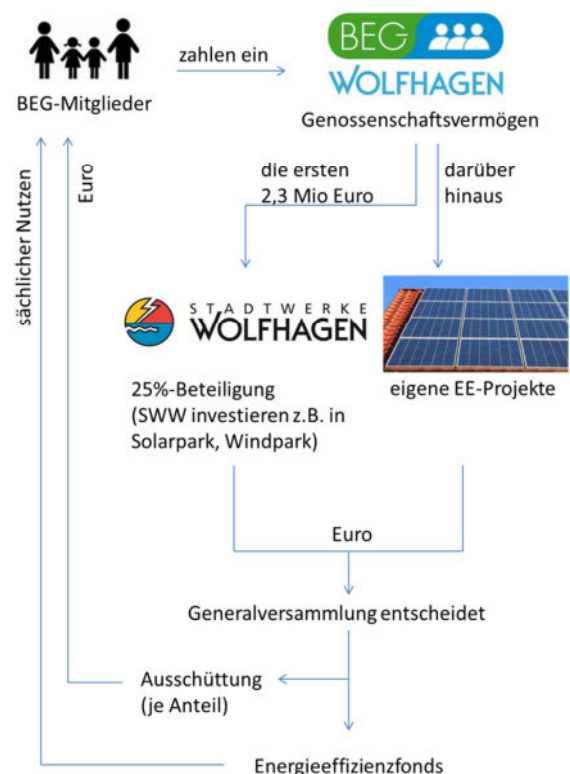 zahlen ein
BEG
WOLFHAGEN
BEG-Mitglieder
Genossenschaftsvermögen
die ersten
2,3 Mio Euro
darüber
hinaus
sächlicher Nutzen
Euro
STADTWERKE
WOLFHAGEN
25%-Beteiligung
(SWW investieren z.B. in
Solarpark, Windpark)
eigene EE-Projekte
Euro
Generalversammlung entscheidet
Ausschüttung
(je Anteil)
Energieeffizienzfonds